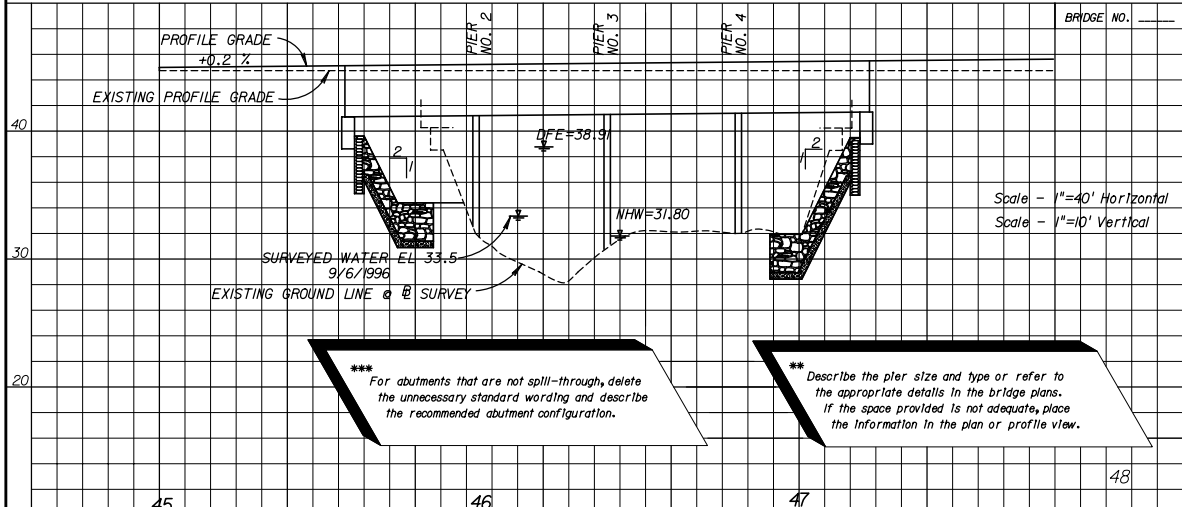 BRIDGE NO. ______
PIER NO. 2
PIER NO. 3
PIER NO. 4
PROFILE GRADE
+0.2 %
EXISTING PROFILE GRADE
40
DFE=38.91
2
1
2
1
Scale - 1"=40' Horizontal
Scale - 1"=10' Vertical
NHW=31.80
30
SURVEYED WATER EL 33.5
9/6/1996
EXISTING GROUND LINE @ B SURVEY
***
For abutments that are not spill-through, delete
the unnecessary standard wording and describe
the recommended abutment configuration.
**
Describe the pier size and type or refer to
the appropriate details in the bridge plans.
If the space provided is not adequate, place
the information in the plan or profile view.
20
45
46
47
48